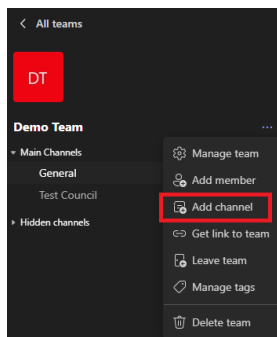 All teams
DT
Demo Team
...
Main Channels
General
Test Council
Hidden channels
Manage team
Add member
Add channel
Get link to team
Leave team
Manage tags
Delete team